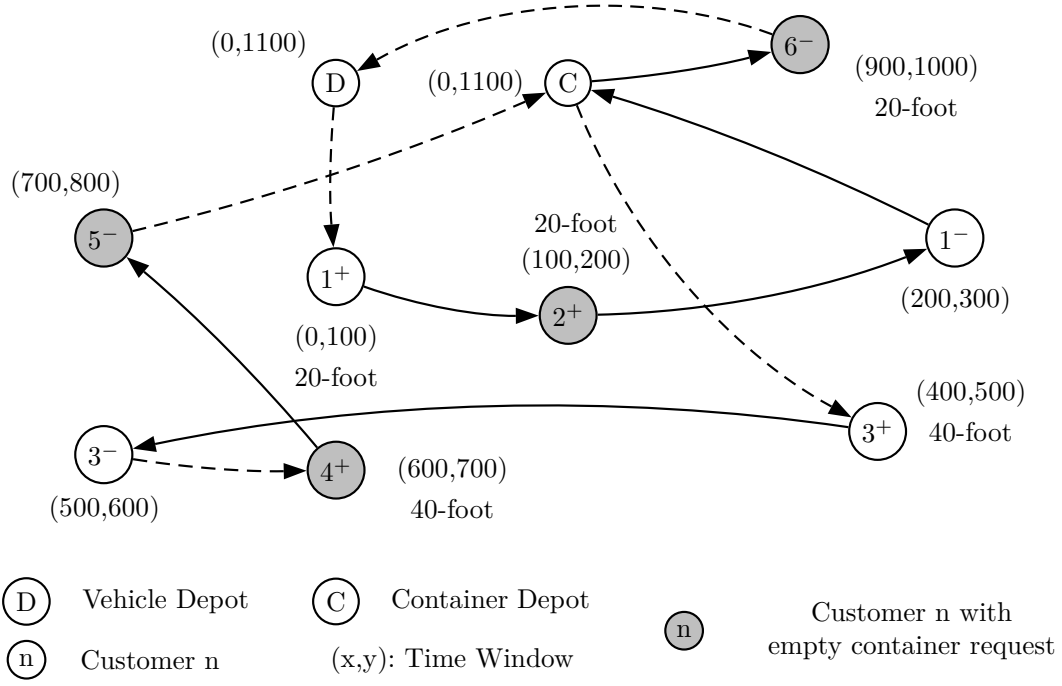 6⁻
(0,1100)
(900,1000)
20-foot
D
(0,1100)
C
(700,800)
5⁻
20-foot
(100,200)
1⁻
(200,300)
1⁺
(0,100)
20-foot
2⁺
(400,500)
40-foot
3⁺
3⁻
(500,600)
4⁺
(600,700)
40-foot
D Vehicle Depot
C Container Depot
n Customer n
(x,y): Time Window
n Customer n with
empty container request